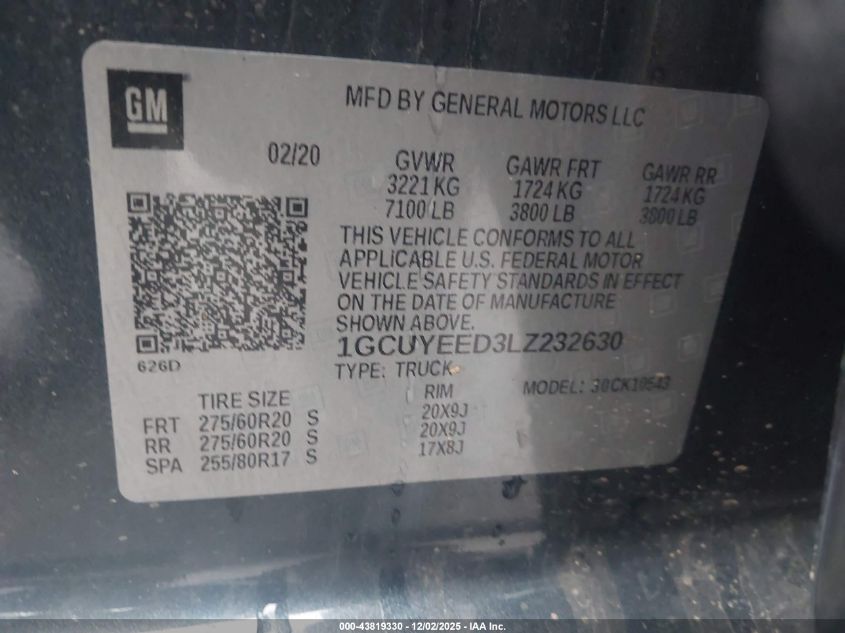 GM
MFD BY GENERAL MOTORS LLC
02/20
GVWR GAWR FRT GAWR RR
3221 KG 1724 KG 1724 KG
7100 LB 3800 LB 3800 LB
THIS VEHICLE CONFORMS TO ALL
APPLICABLE U.S. FEDERAL MOTOR
VEHICLE SAFETY STANDARDS IN EFFECT
ON THE DATE OF MANUFACTURE
SHOWN ABOVE.
1GCUYEED3LZ232630
626D
TYPE: TRUCK
TIRE SIZE RIM MODEL: 30CK10543
FRT 275/60R20 S 20X9J
RR 275/60R20 S 20X9J
SPA 255/80R17 S 17X8J
000-43819330 - 12/02/2025 - IAA Inc.